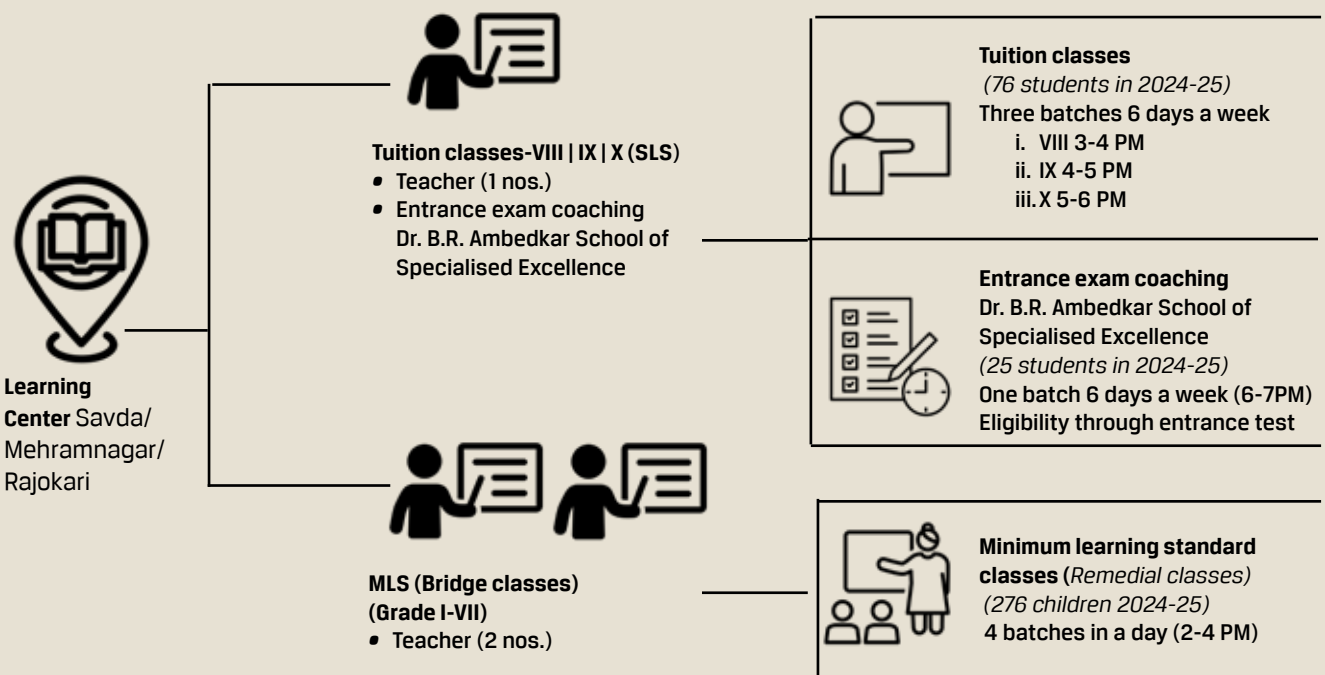 Learning
Center Savda/
Mehramnagar/
Rajokari
Tuition classes-VIII | IX | X (SLS)
• Teacher (1 nos.)
• Entrance exam coaching
Dr. B.R. Ambedkar School of
Specialised Excellence
MLS (Bridge classes)
(Grade I-VII)
• Teacher (2 nos.)
Tuition classes
(76 students in 2024-25)
Three batches 6 days a week
i. VIII 3-4 PM
ii. IX 4-5 PM
iii. X 5-6 PM
Entrance exam coaching
Dr. B.R. Ambedkar School of
Specialised Excellence
(25 students in 2024-25)
One batch 6 days a week (6-7PM)
Eligibility through entrance test
Minimum learning standard
classes (Remedial classes)
(276 children 2024-25)
4 batches in a day (2-4 PM)